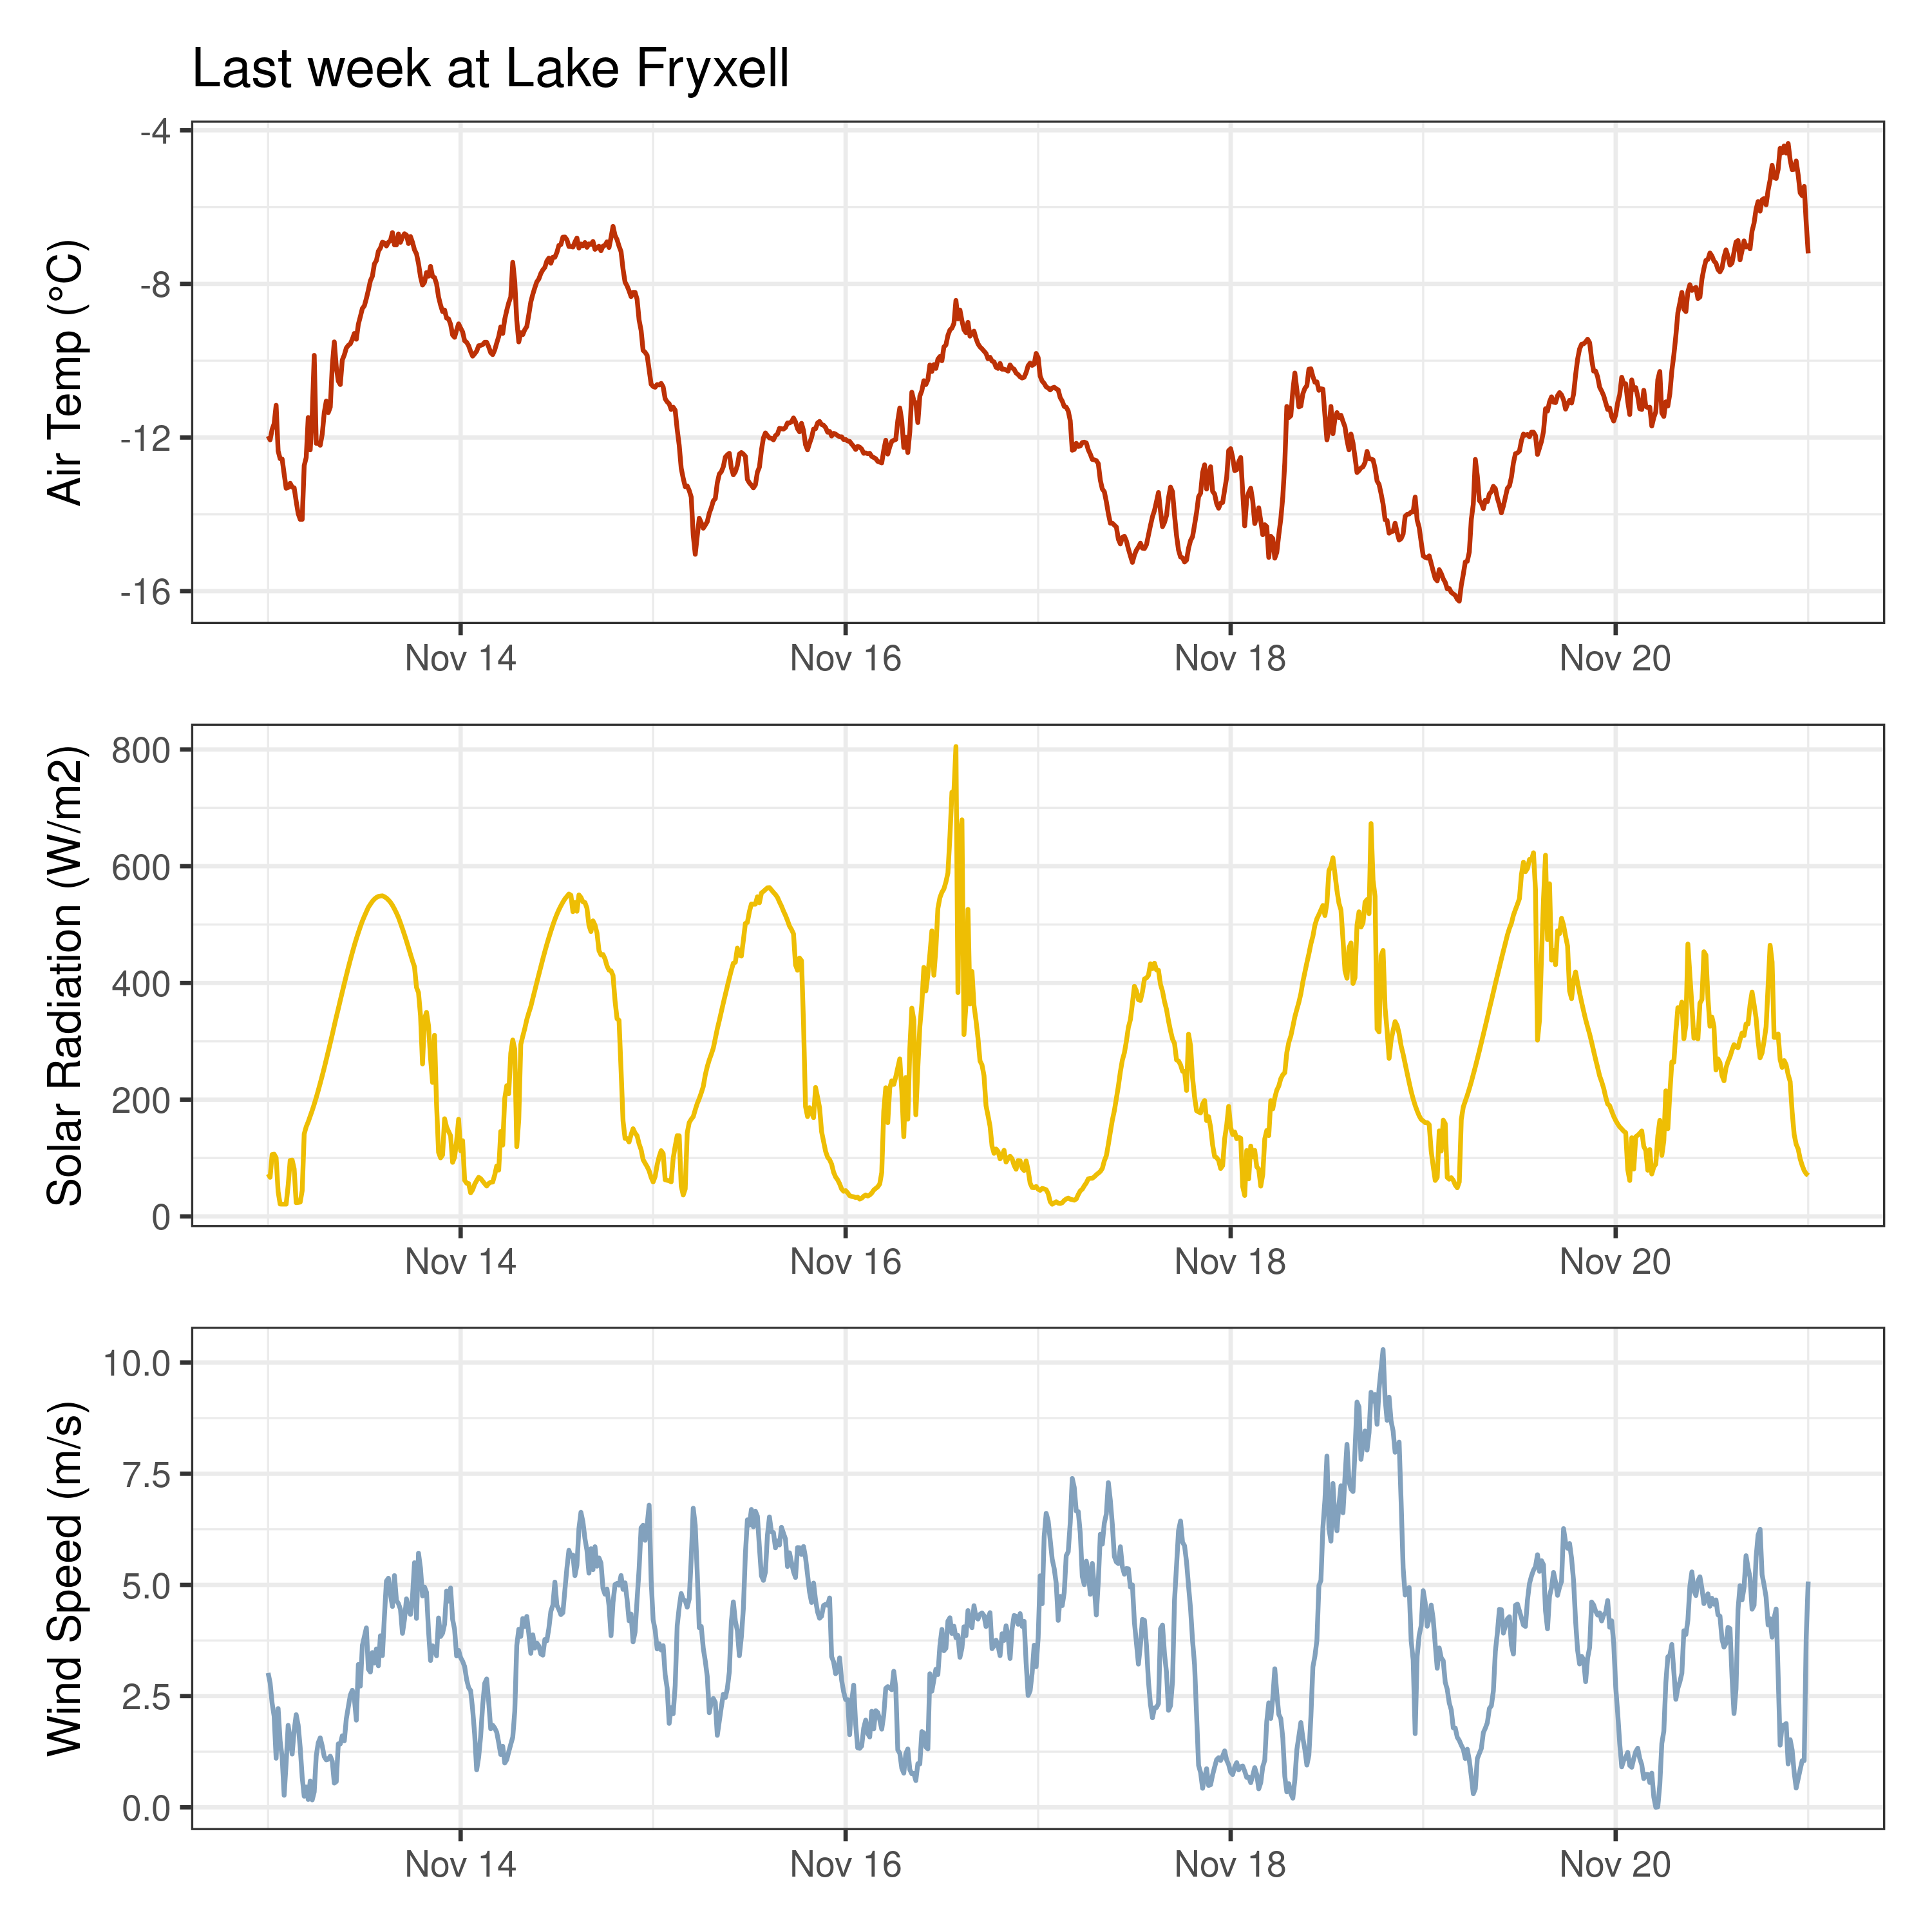 Last week at Lake Fryxell
Air Temp (°C)
-4
-8
-12
-16
Nov 14 Nov 16 Nov 18 Nov 20
Solar Radiation (W/m2)
800
600
400
200
0
Nov 14 Nov 16 Nov 18 Nov 20
Wind Speed (m/s)
10.0
7.5
5.0
2.5
0.0
Nov 14 Nov 16 Nov 18 Nov 20